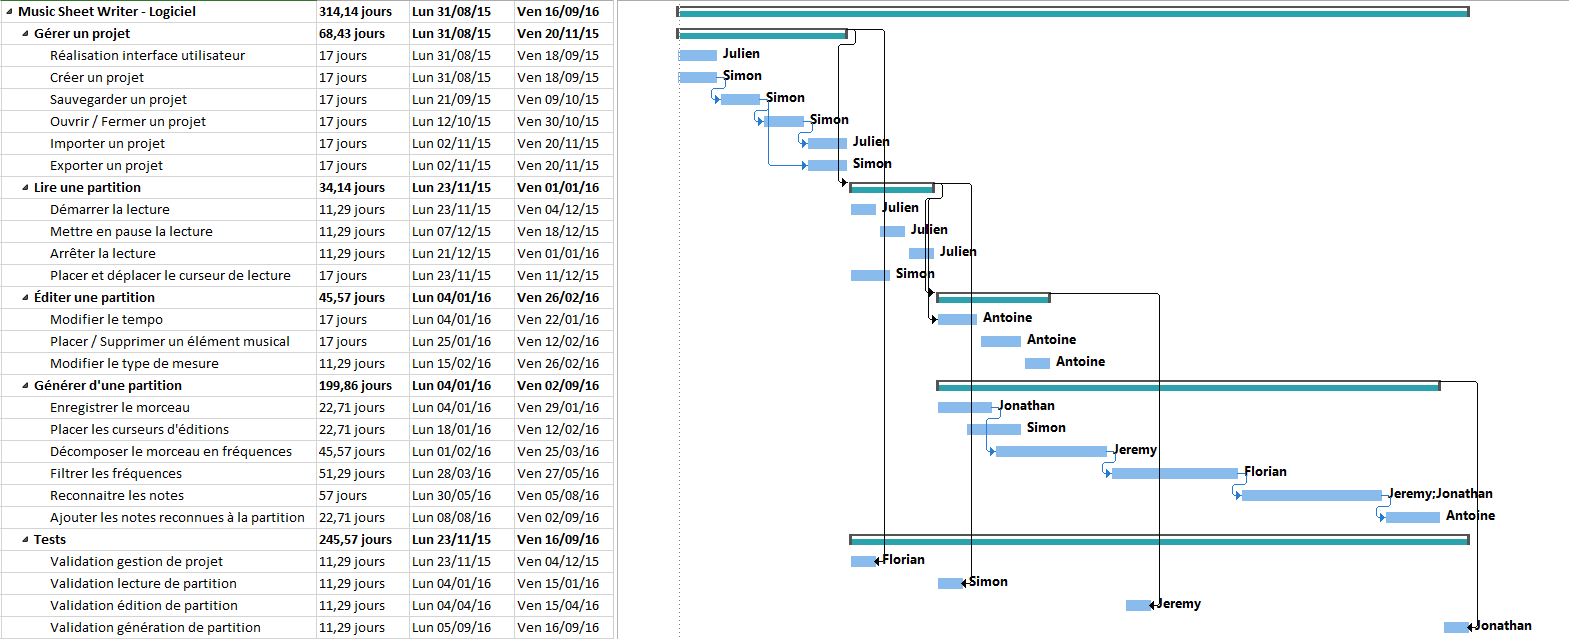 Music Sheet Writer - Logiciel 314,14 jours Lun 31/08/15 Ven 16/09/16
Gérer un projet 68,43 jours Lun 31/08/15 Ven 20/11/15
Réalisation interface utilisateur 17 jours Lun 31/08/15 Ven 18/09/15 Julien
Créer un projet 17 jours Lun 31/08/15 Ven 18/09/15 Simon
Sauvegarder un projet 17 jours Lun 21/09/15 Ven 09/10/15 Simon
Ouvrir / Fermer un projet 17 jours Lun 12/10/15 Ven 30/10/15 Simon
Importer un projet 17 jours Lun 02/11/15 Ven 20/11/15 Julien
Exporter un projet 17 jours Lun 02/11/15 Ven 20/11/15 Simon
Lire une partition 34,14 jours Lun 23/11/15 Ven 01/01/16
Démarrer la lecture 11,29 jours Lun 23/11/15 Ven 04/12/15 Julien
Mettre en pause la lecture 11,29 jours Lun 07/12/15 Ven 18/12/15 Julien
Arrêter la lecture 11,29 jours Lun 21/12/15 Ven 01/01/16 Julien
Placer et déplacer le curseur de lecture 17 jours Lun 23/11/15 Ven 11/12/15 Simon
Éditer une partition 45,57 jours Lun 04/01/16 Ven 26/02/16
Modifier le tempo 17 jours Lun 04/01/16 Ven 22/01/16 Antoine
Placer / Supprimer un élément musical 17 jours Lun 25/01/16 Ven 12/02/16 Antoine
Modifier le type de mesure 11,29 jours Lun 15/02/16 Ven 26/02/16 Antoine
Générer d'une partition 199,86 jours Lun 04/01/16 Ven 02/09/16
Enregistrer le morceau 22,71 jours Lun 04/01/16 Ven 29/01/16 Jonathan
Placer les curseurs d'éditions 22,71 jours Lun 18/01/16 Ven 12/02/16 Simon
Décomposer le morceau en fréquences 45,57 jours Lun 01/02/16 Ven 25/03/16 Jeremy
Filtrer les fréquences 51,29 jours Lun 28/03/16 Ven 27/05/16 Florian
Reconnaitre les notes 57 jours Lun 30/05/16 Ven 05/08/16 Jeremy;Jonathan
Ajouter les notes reconnues à la partition 22,71 jours Lun 08/08/16 Ven 02/09/16 Antoine
Tests 245,57 jours Lun 23/11/15 Ven 16/09/16
Validation gestion de projet 11,29 jours Lun 23/11/15 Ven 04/12/15 Florian
Validation lecture de partition 11,29 jours Lun 04/01/16 Ven 15/01/16 Simon
Validation édition de partition 11,29 jours Lun 04/04/16 Ven 15/04/16 Jeremy
Validation génération de partition 11,29 jours Lun 05/09/16 Ven 16/09/16 Jonathan